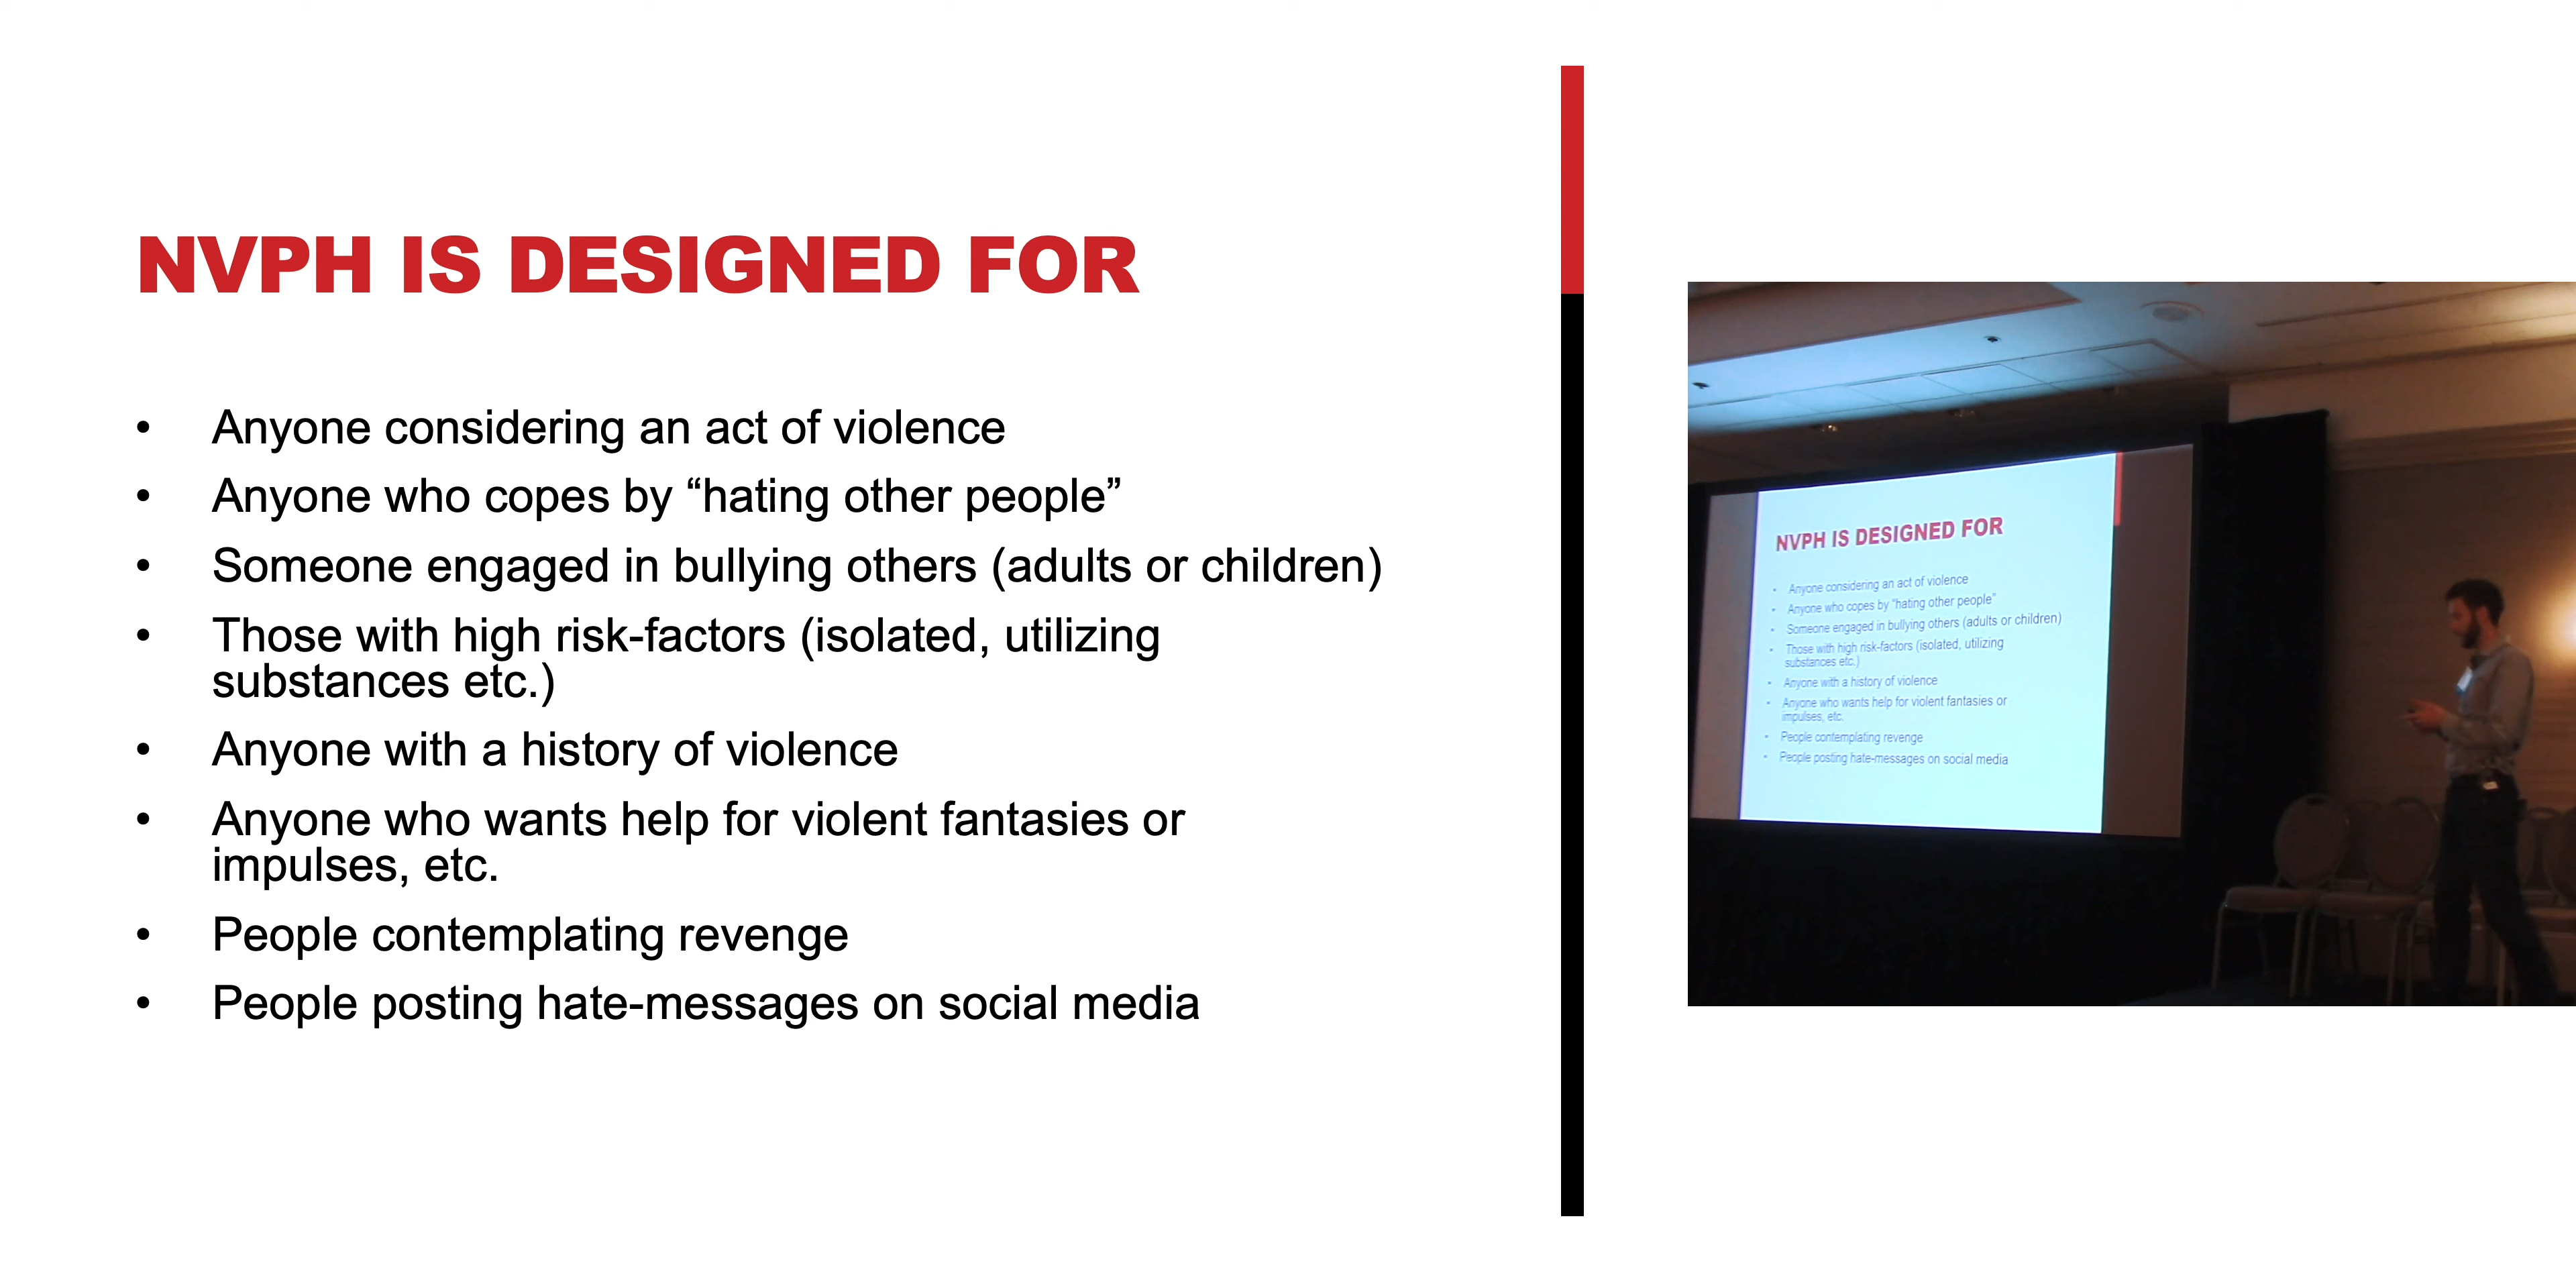 NVPH IS DESIGNED FOR
• Anyone considering an act of violence
• Anyone who copes by “hating other people”
• Someone engaged in bullying others (adults or children)
• Those with high risk-factors (isolated, utilizing
substances etc.)
• Anyone with a history of violence
• Anyone who wants help for violent fantasies or
impulses, etc.
• People contemplating revenge
• People posting hate-messages on social media
NVPH IS DESIGNED FOR
• Anyone considering an act of violence
• Anyone who copes by “hating other people”
• Someone engaged in bullying others (adults or children)
• Those with high risk-factors (isolated, utilizing
substances etc.)
• Anyone with a history of violence
• Anyone who wants help for violent fantasies or
impulses, etc.
• People contemplating revenge
• People posting hate-messages on social media